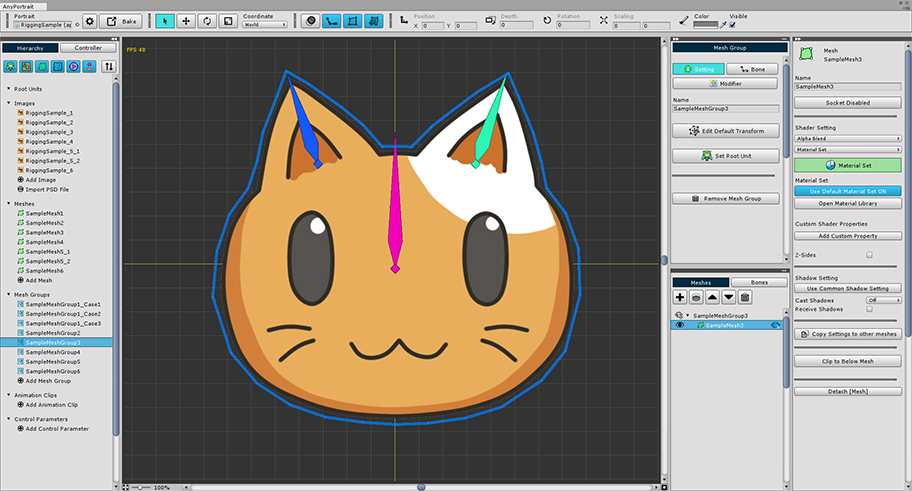 AnyPortrait
Portrait
RiggingSample (ap
Bake
Coordinate
World
Position
X 0 Y 0
Depth
0
Rotation
0
Scaling
0 0
Color
Visible
Hierarchy
Controller
Root Units
Images
RiggingSample_1
RiggingSample_2
RiggingSample_3
RiggingSample_4
RiggingSample_5_1
RiggingSample_5_2
RiggingSample_6
Add Image
Import PSD File
Meshes
SampleMesh1
SampleMesh2
SampleMesh3
SampleMesh4
SampleMesh5_1
SampleMesh5_2
SampleMesh6
Add Mesh
Mesh Groups
SampleMeshGroup1_Case1
SampleMeshGroup1_Case2
SampleMeshGroup1_Case3
SampleMeshGroup2
SampleMeshGroup3
SampleMeshGroup4
SampleMeshGroup5
SampleMeshGroup6
Add Mesh Group
Animation Clips
Add Animation Clip
Control Parameters
Add Control Parameter
FPS 48
100%
Mesh Group
Setting
Bone
Modifier
Name
SampleMeshGroup3
Edit Default Transform
Set Root Unit
Remove Mesh Group
Meshes
Bones
SampleMeshGroup3
SampleMesh3
Mesh
SampleMesh3
Name
SampleMesh3
Socket Disabled
Shader Setting
Alpha Blend
Material Set
Material Set
Material Set
Use Default Material Set ON
Open Material Library
Custom Shader Properties
Add Custom Property
2-Sides
Shadow Setting
Use Common Shadow Setting
Cast Shadows
Off
Receive Shadows
Copy Settings to other meshes
Clip to Below Mesh
Detach [Mesh]